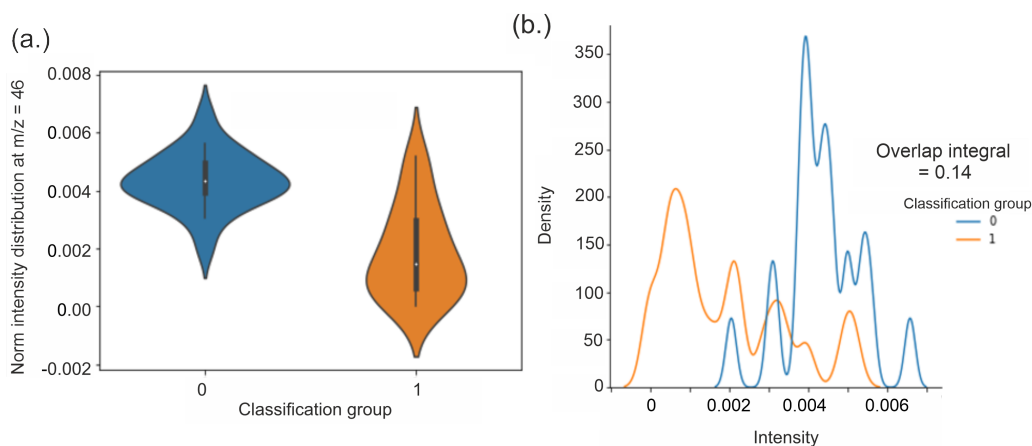 (a.)
Norm intensity distribution at m/z = 46
0.008
0.006
0.004
0.002
0.00
-0.002
0
1
Classification group
(b.)
Density
350
300
250
200
150
100
50
0
0
0.002
0.004
0.006
Intensity
Overlap integral
= 0.14
Classification group
0
1